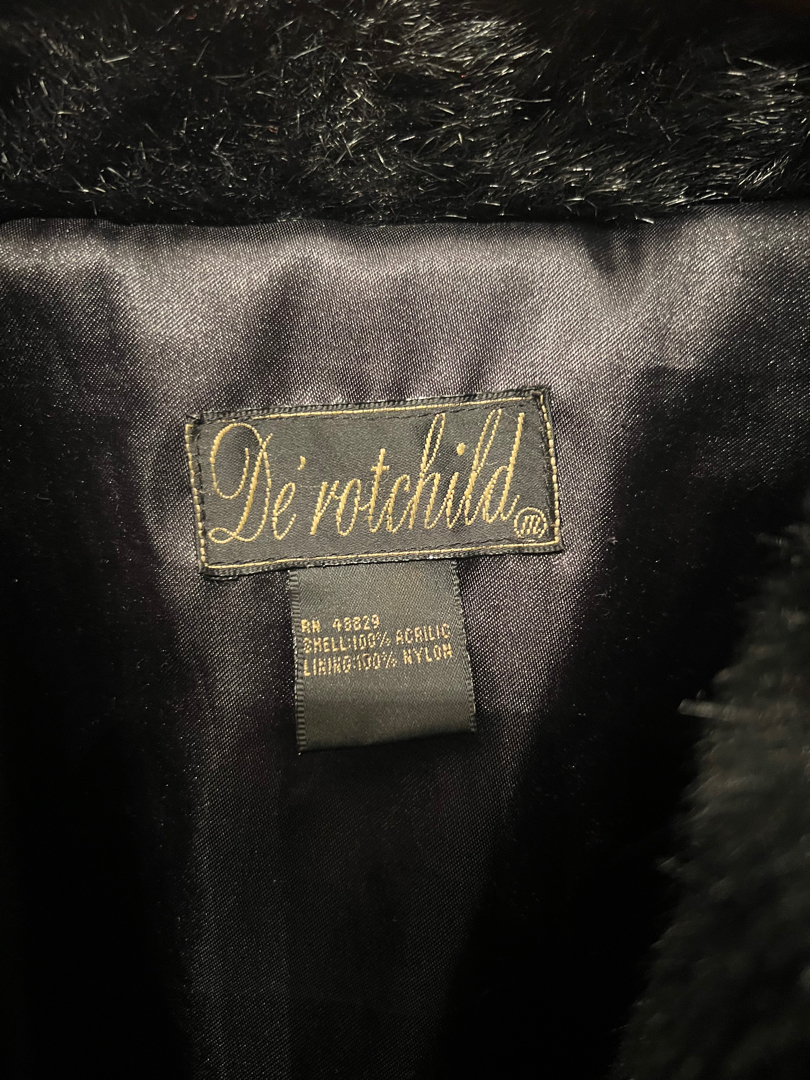 De'rotchild
RN 48829
SHELL:100% ACRILIC
LINING:100% NYLON